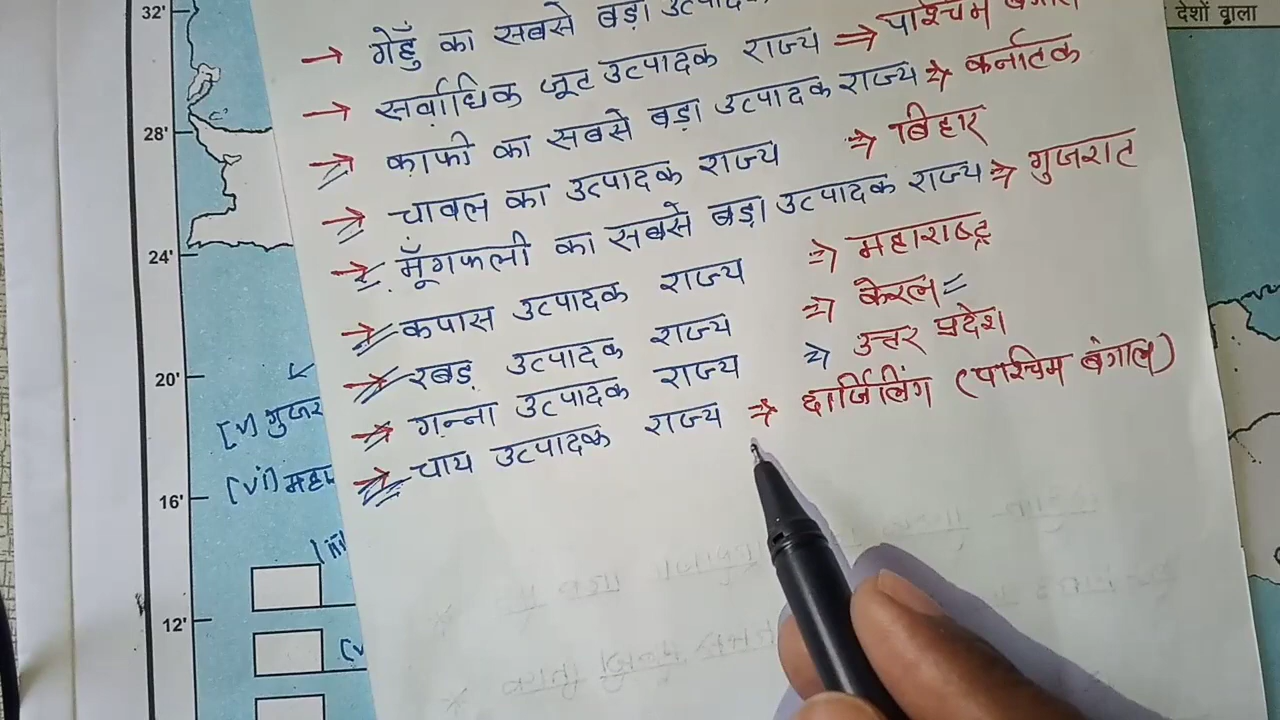 32'
28'
24'
20'
16'
12'
देशों वाला
→ गेहुँ का सबसे बड़ा उत्पादक
→ सर्वाधिक जूट उत्पादक राज्य ⇒ पश्चिम बंगाल
→ काफी का सबसे बड़ा उत्पादक राज्य ⇒ कर्नाटक
→ चावल का उत्पादक राज्य ⇒ बिहार
→ मूँगफली का सबसे बड़ा उत्पादक राज्य ⇒ गुजरात
→ कपास उत्पादक राज्य ⇒ महाराष्ट्र
→ रबड़ उत्पादक राज्य ⇒ केरल
→ गन्ना उत्पादक राज्य ⇒ उत्तर प्रदेश
→ चाय उत्पादक राज्य ⇒ दार्जिलिंग (पश्चिम बंगाल)
(v) गुजर
(vi) महा
(iii)